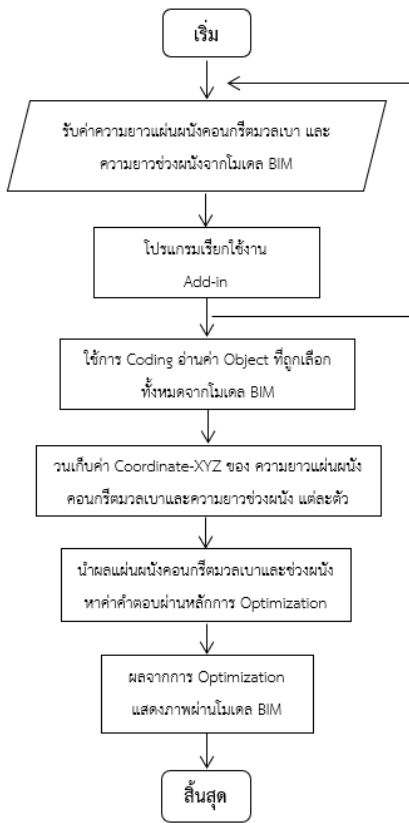 เริ่ม
รับค่าความยาวแผ่นผนังคอนกรีตมวลเบา และ
ความยาวช่วงผนังจากโมเดล BIM
โปรแกรมเรียกใช้งาน
Add-in
ใช้การ Coding อ่านค่า Object ที่ถูกเลือก
ทั้งหมดจากโมเดล BIM
วนเก็บค่า Coordinate-XYZ ของ ความยาวแผ่นผนัง
คอนกรีตมวลเบาและความยาวช่วงผนัง แต่ละตัว
นำผลแผ่นผนังคอนกรีตมวลเบาและช่วงผนัง
หาค่าคำตอบผ่านหลักการ Optimization
ผลจากการ Optimization
แสดงภาพผ่านโมเดล BIM
สิ้นสุด